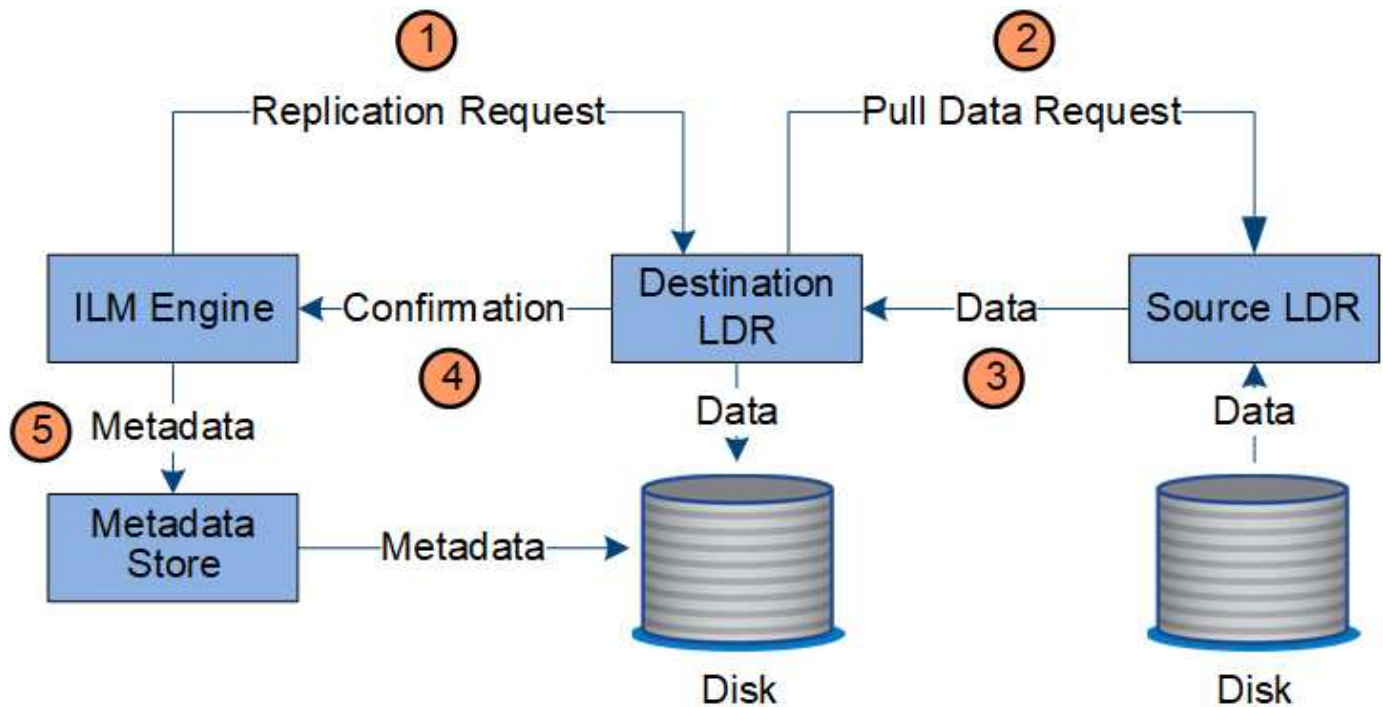 1
2
Replication Request
Pull Data Request
ILM Engine
Confirmation
Destination
LDR
Data
Source LDR
4
3
5
Metadata
Data
Data
Metadata
Store
Metadata
Disk
Disk